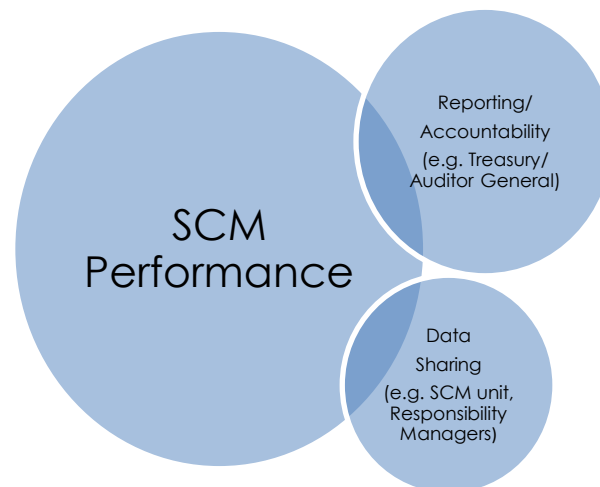 SCM
Performance
Reporting/
Accountability
(e.g. Treasury/
Auditor General)
Data
Sharing
(e.g. SCM unit,
Responsibility
Managers)